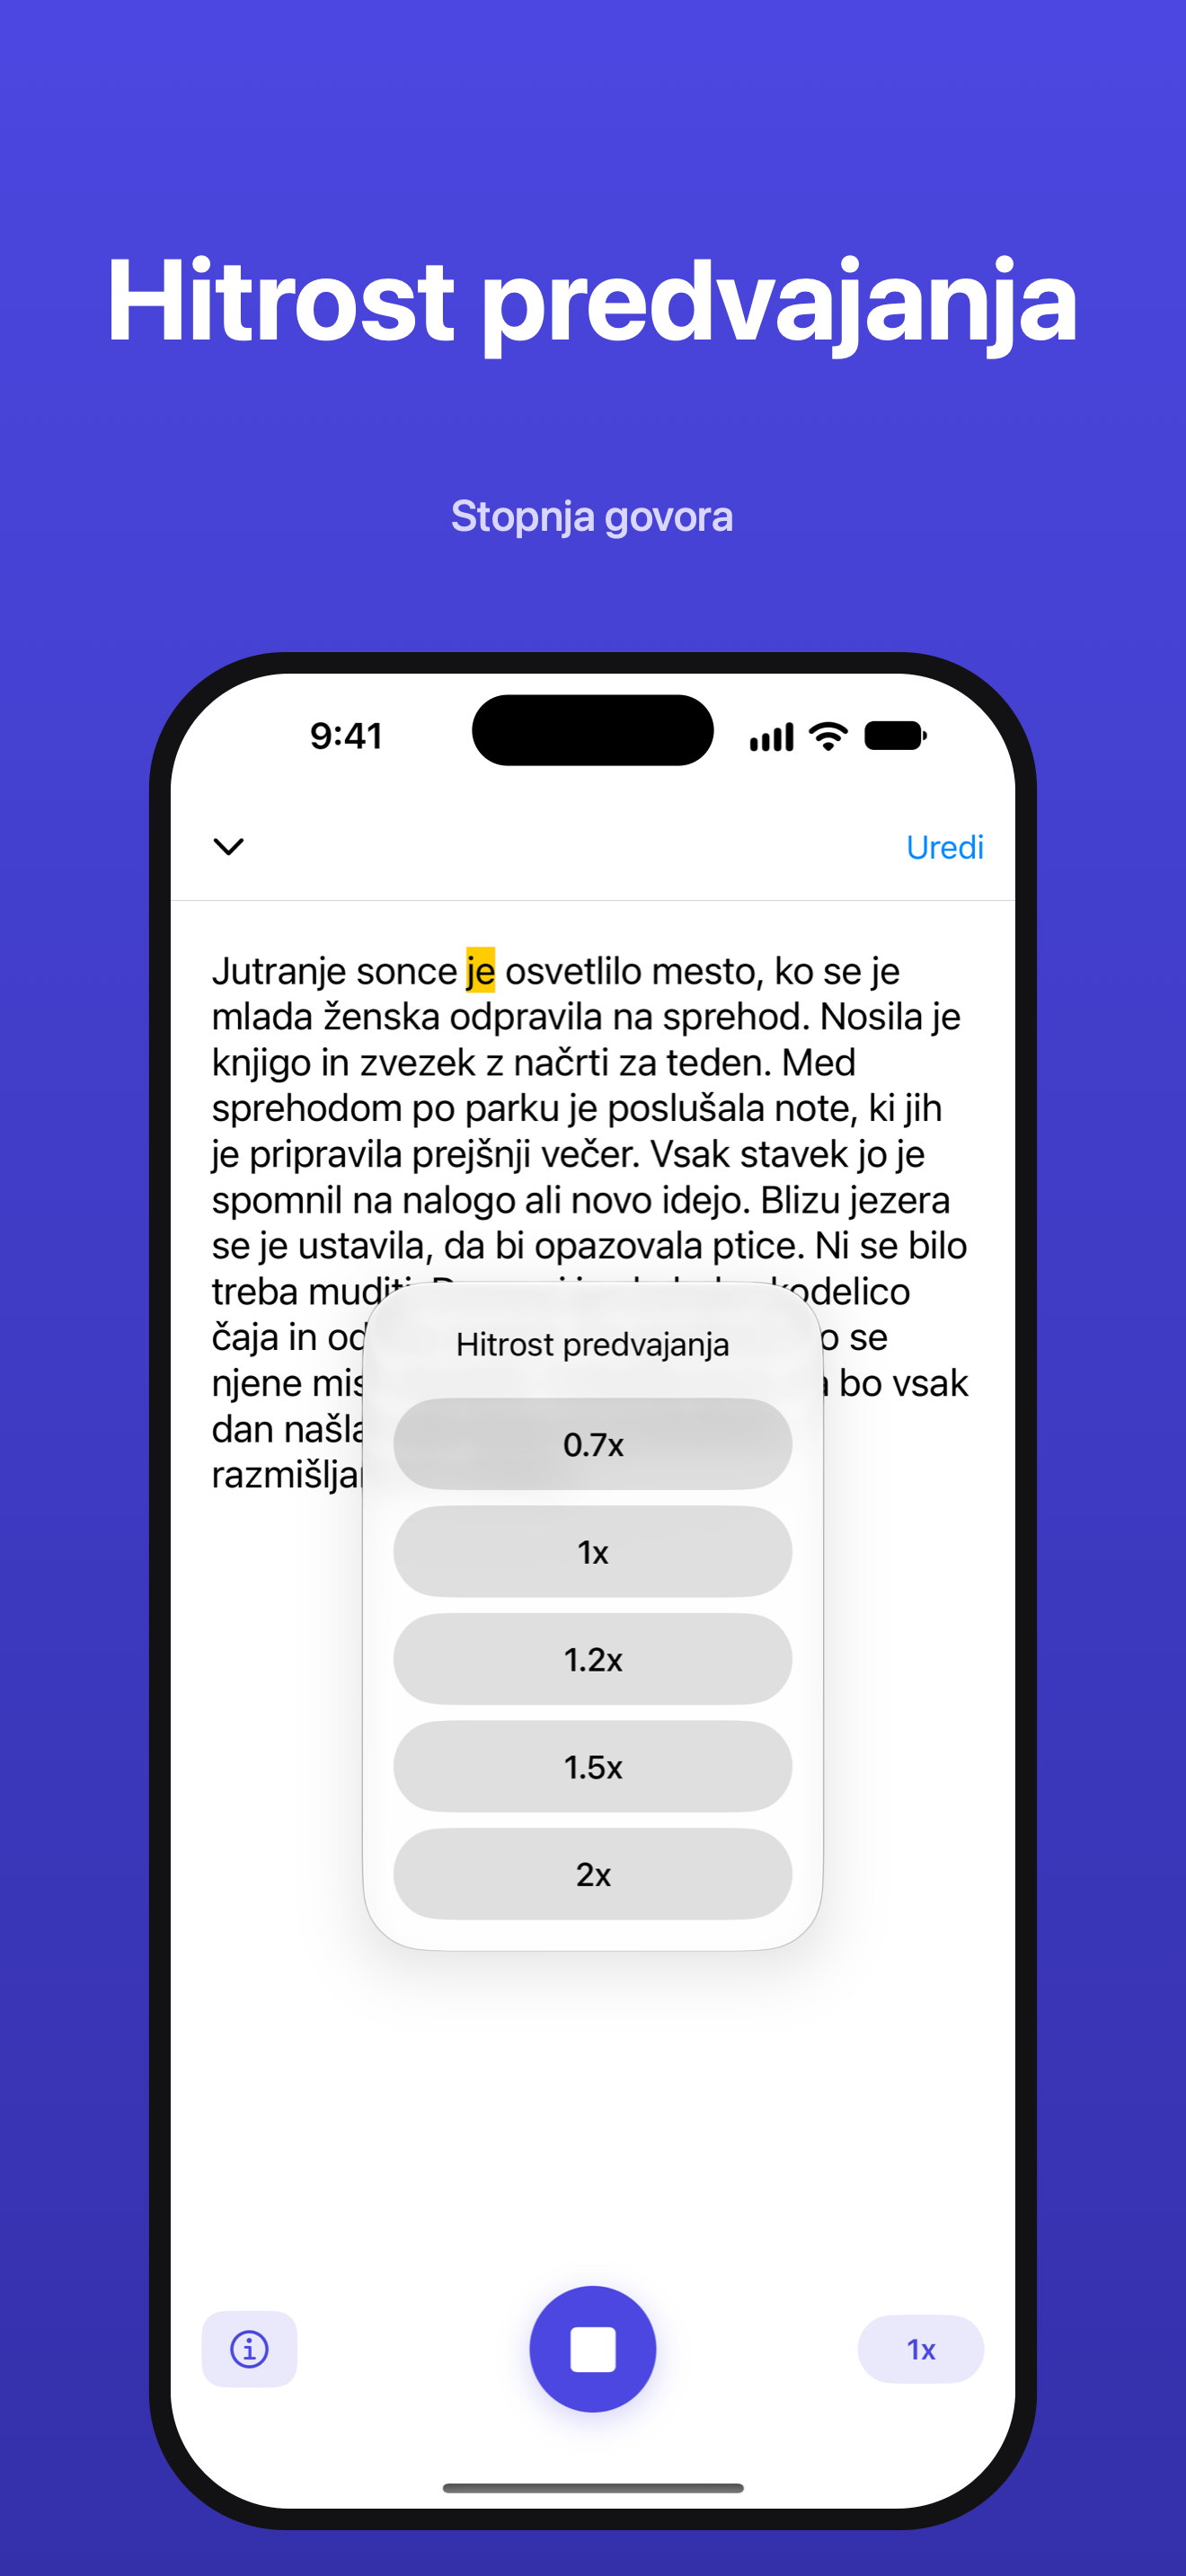 Hitrost predvajanja
Stopnja govora
9:41
Uredi
Jutranje sonce je osvetlilo mesto, ko se je
mlada ženska odpravila na sprehod. Nosila je
knjigo in zvezek z načrti za teden. Med
sprehodom po parku je poslušala note, ki jih
je pripravila prejšnji večer. Vsak stavek jo je
spomnil na nalogo ali novo idejo. Blizu jezera
se je ustavila, da bi opazovala ptice. Ni se bilo
treba kodelico
čaja in se
njene bo vsak
dan
Hitrost predvajanja
0.7x
1x
1.2x
1.5x
2x
1x